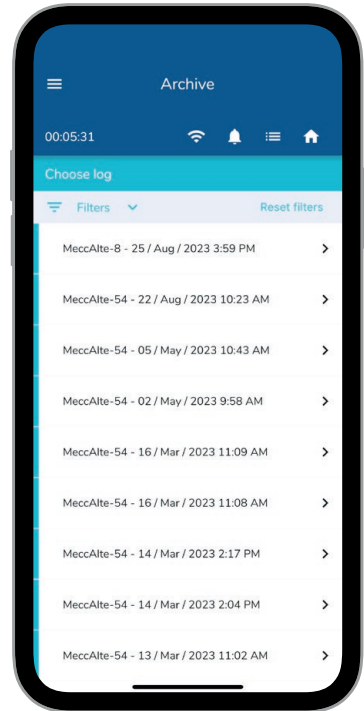 Archive
00:05:31
Choose log
Filters Reset filters
MeccAlte-8 - 25 / Aug / 2023 3:59 PM
MeccAlte-54 - 22 / Aug / 2023 10:23 AM
MeccAlte-54 - 05 / May / 2023 10:43 AM
MeccAlte-54 - 02 / May / 2023 9:58 AM
MeccAlte-54 - 16 / Mar / 2023 11:09 AM
MeccAlte-54 - 16 / Mar / 2023 11:08 AM
MeccAlte-54 - 14 / Mar / 2023 2:17 PM
MeccAlte-54 - 14 / Mar / 2023 2:04 PM
MeccAlte-54 - 13 / Mar / 2023 11:02 AM